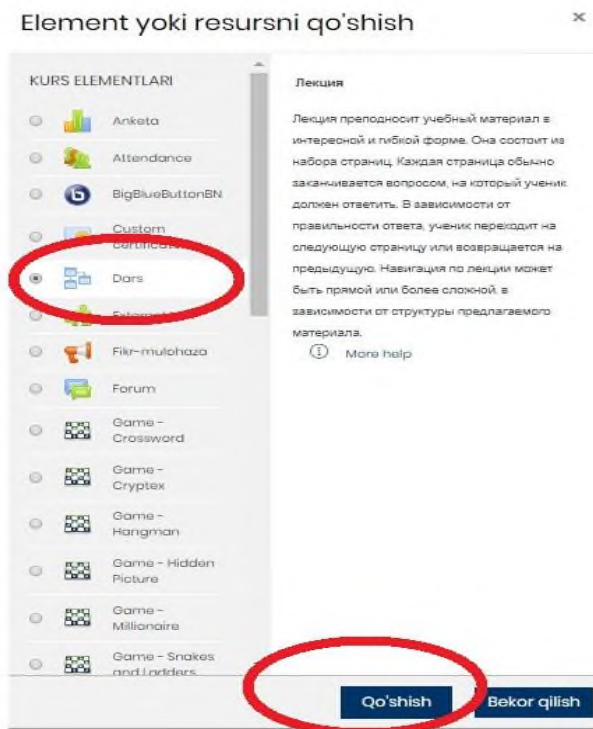 Element yoki resursni qo'shish
×
KURS ELEMENTLARI
Anketa
Attendance
BigBlueButtonBN
Custom
certificate
Dars
Fikr-mulohaza
Forum
Game -
Crossword
Game -
Cryptex
Game -
Hangman
Game - Hidden
Picture
Game -
Millionaire
Game - Snakes
and Ladders
Лекция
Лекция преподносит учебный материал в
интересной и гибкой форме. Она состоит из
набора страниц. Каждая страница обычно
заканчивается вопросом, на который ученик
должен ответить. В зависимости от
правильности ответа, ученик переходит на
следующую страницу или возвращается на
предыдущую. Навигация по лекции может
быть прямой или более сложной, в
зависимости от структуры предлагаемого
материала.
More help
Qo'shish
Bekor qilish